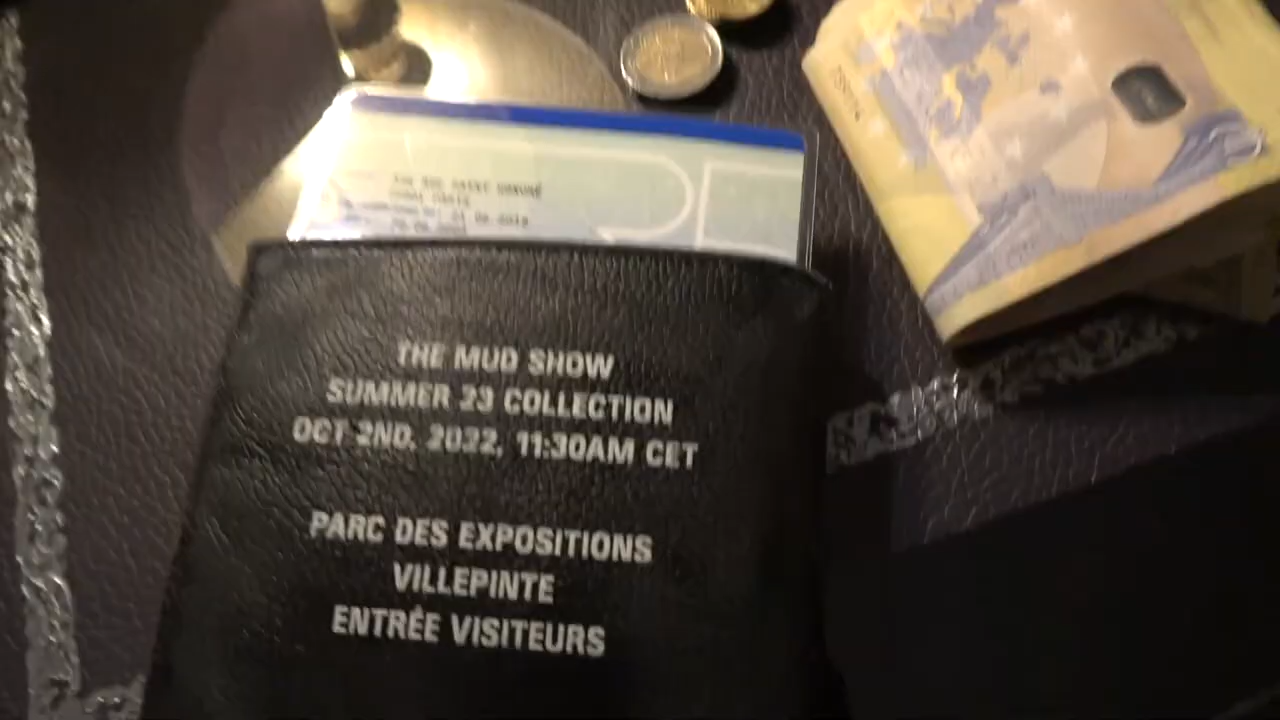 THE MUD SHOW
SUMMER 23 COLLECTION
OCT 2ND, 2022, 11:30AM CET
PARC DES EXPOSITIONS
VILLEPINTE
ENTRÉE VISITEURS